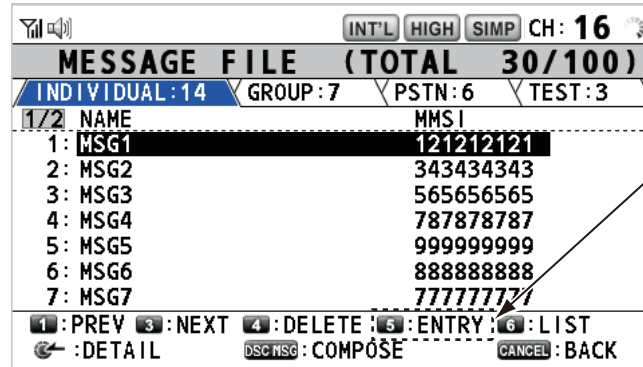 INT'L HIGH SIMP CH: 16
MESSAGE FILE (TOTAL 30/100)
INDIVIDUAL:14 GROUP:7 PSTN:6 TEST:3
1/2 NAME MMSI
1: MSG1 121212121
2: MSG2 343434343
3: MSG3 565656565
4: MSG4 787878787
5: MSG5 999999999
6: MSG6 888888888
7: MSG7 777777777
1 :PREV 3 :NEXT 4 :DELETE 5 :ENTRY 6 :LIST
:DETAIL DSC MSG :COMPOSE CANCEL :BACK